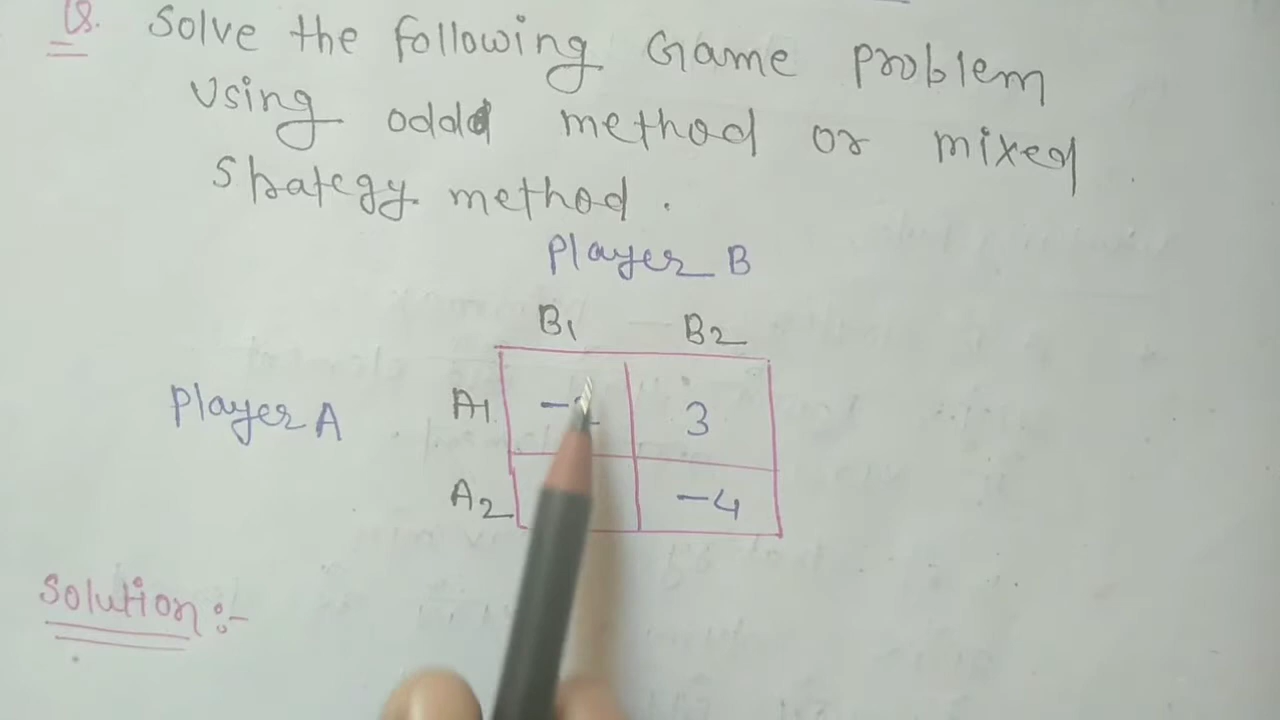 Q. Solve the following Game problem
using odd method or mixed
strategy method.
Player B
B1 B2
Player A A1 3
A2 -4
Solution :-